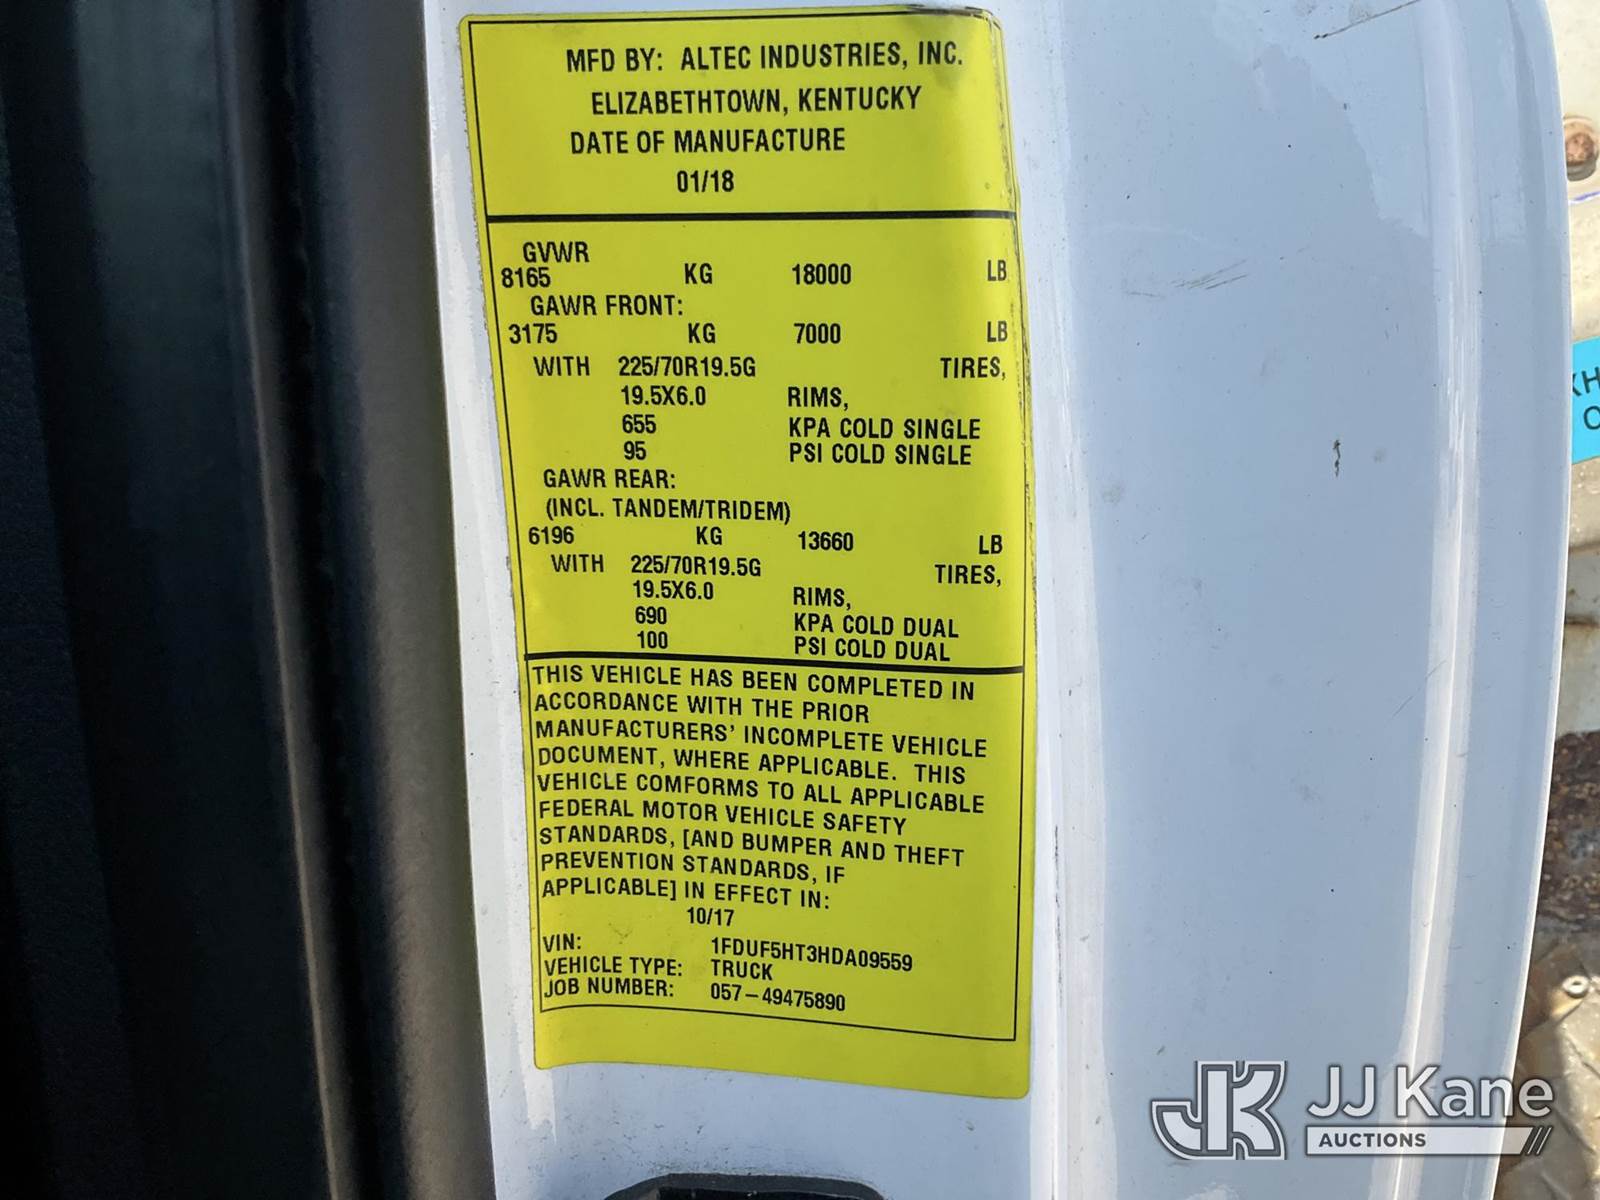 MFD BY: ALTEC INDUSTRIES, INC.
ELIZABETHTOWN, KENTUCKY
DATE OF MANUFACTURE
01/18
GVWR
8165 KG 18000 LB
GAWR FRONT:
3175 KG 7000 LB
WITH 225/70R19.5G TIRES,
19.5X6.0 RIMS,
655 KPA COLD SINGLE
95 PSI COLD SINGLE
GAWR REAR:
(INCL. TANDEM/TRIDEM)
6196 KG 13660 LB
WITH 225/70R19.5G TIRES,
19.5X6.0 RIMS,
690 KPA COLD DUAL
100 PSI COLD DUAL
THIS VEHICLE HAS BEEN COMPLETED IN
ACCORDANCE WITH THE PRIOR
MANUFACTURERS' INCOMPLETE VEHICLE
DOCUMENT, WHERE APPLICABLE. THIS
VEHICLE COMFORMS TO ALL APPLICABLE
FEDERAL MOTOR VEHICLE SAFETY
STANDARDS, [AND BUMPER AND THEFT
PREVENTION STANDARDS, IF
APPLICABLE] IN EFFECT IN:
10/17
VIN: 1FDUF5HT3HDA09559
VEHICLE TYPE: TRUCK
JOB NUMBER: 057-49475890
JK JJ Kane
AUCTIONS